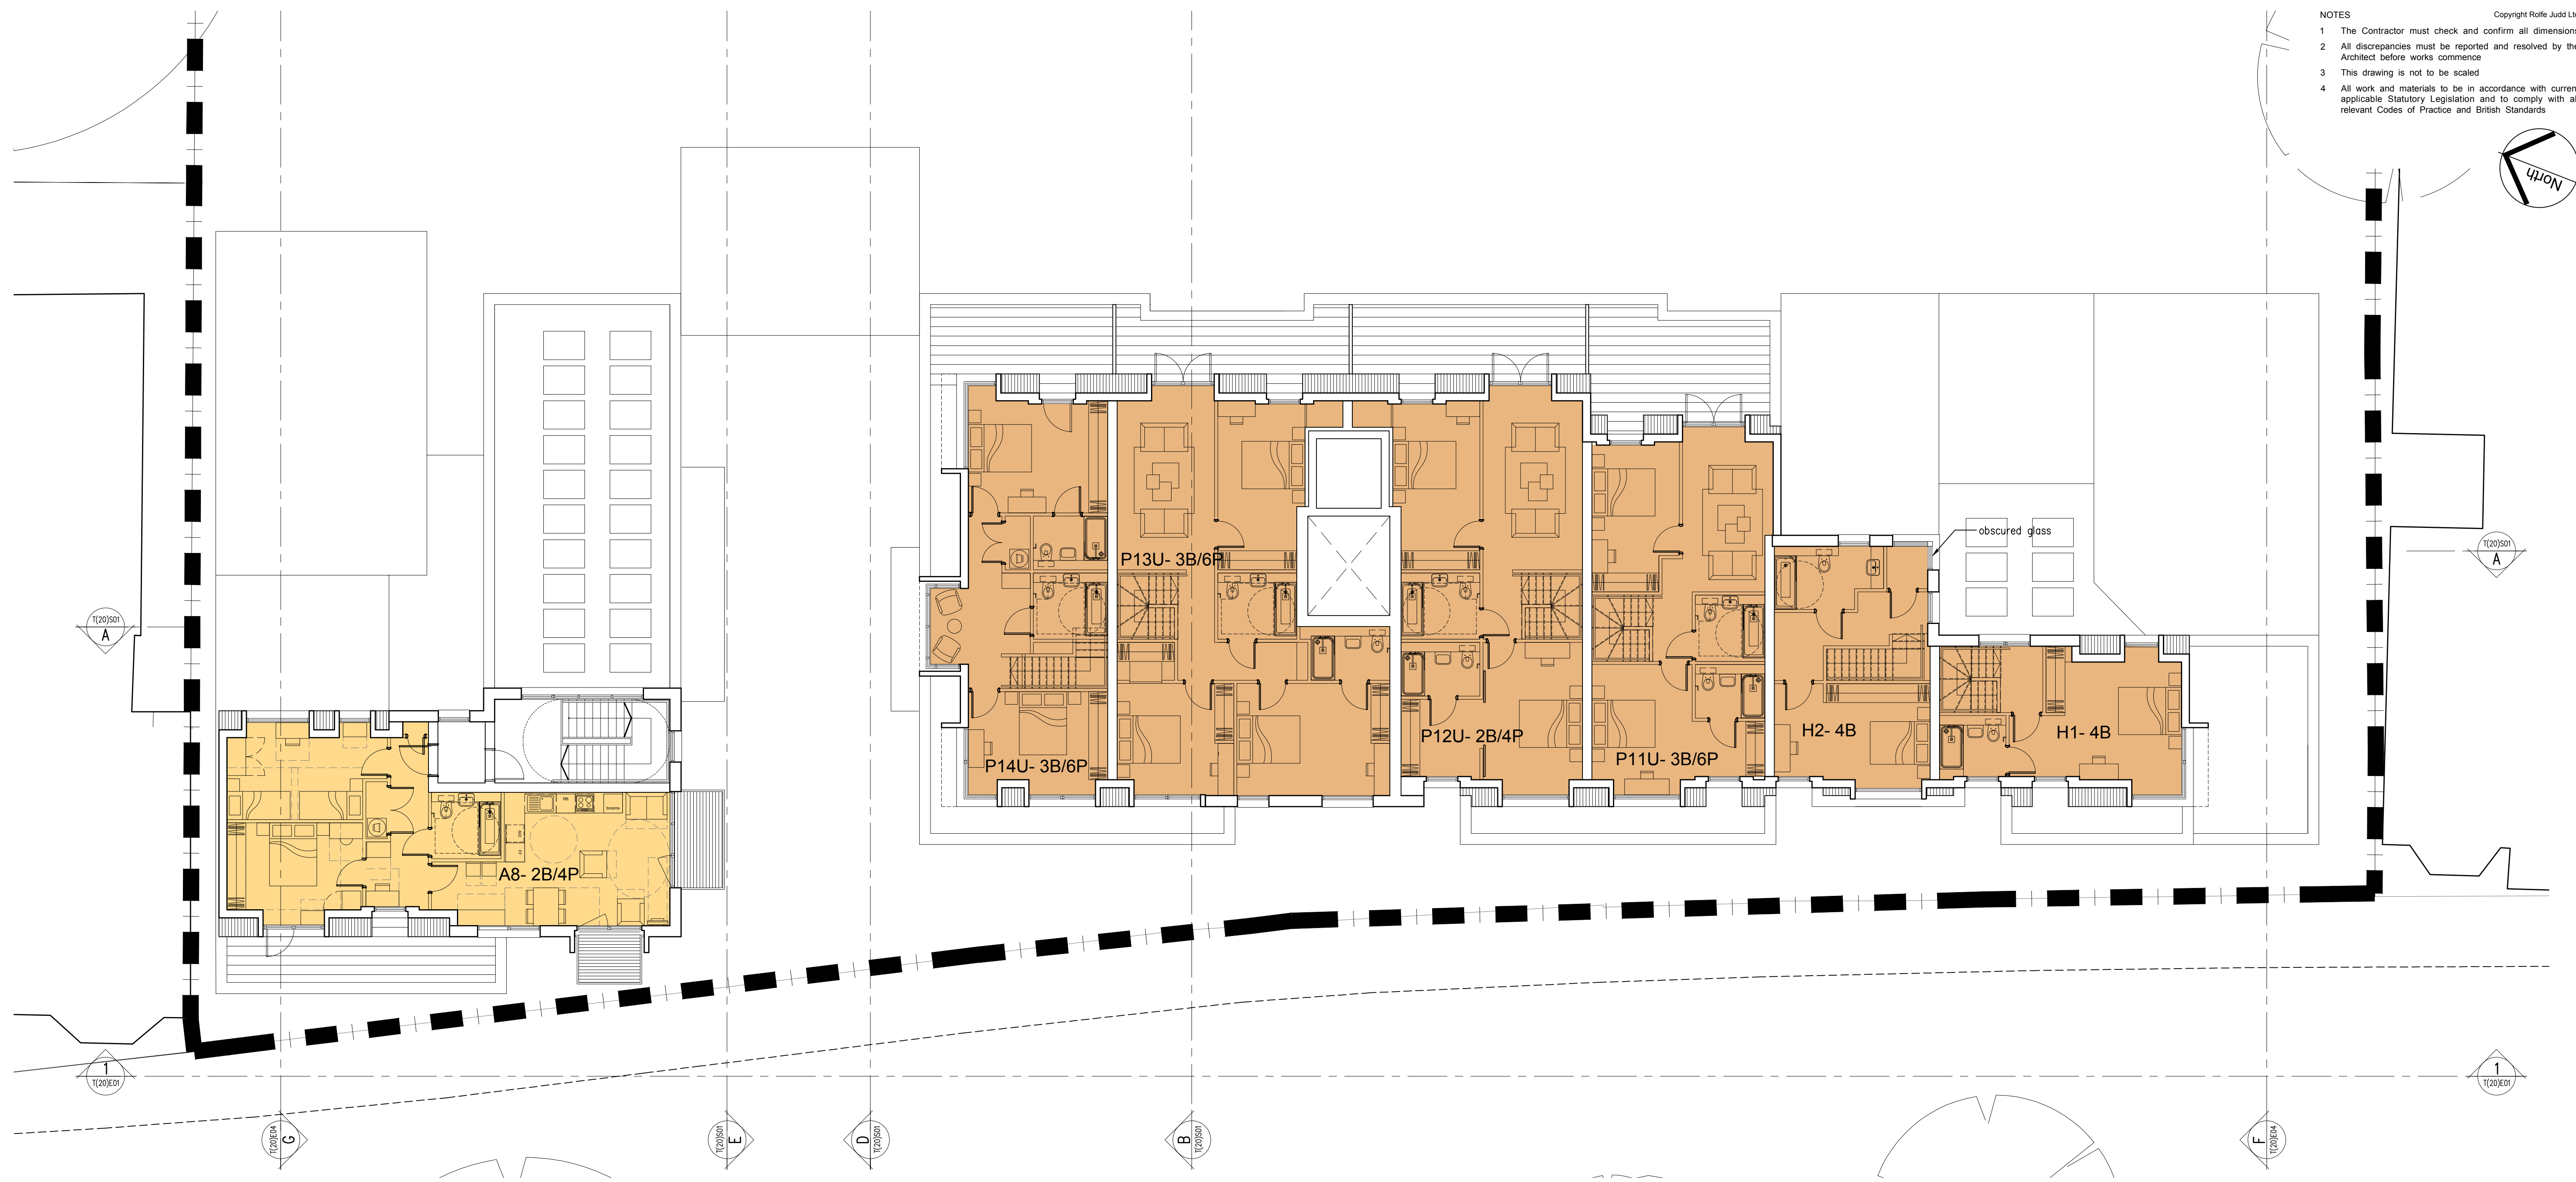 NOTES
Copyright Rolfe Judd Lt
1 The Contractor must check and confirm all dimensions
2 All discrepancies must be reported and resolved by the
Architect before works commence
3 This drawing is not to be scaled
4 All work and materials to be in accordance with curren
applicable Statutory Legislation and to comply with al
relevant Codes of Practice and British Standards
North
obscured glass
T(20)S01
A
T(20)S01
A
P13U- 3B/6P
P14U- 3B/6P
P12U- 2B/4P
P11U- 3B/6P
H2- 4B
H1- 4B
A8- 2B/4P
brooms
1
T(20)E01
1
T(20)E01
T(20)E04
G
T(20)S01
E
D
T(20)S01
B
T(20)S01
F
T(20)E04